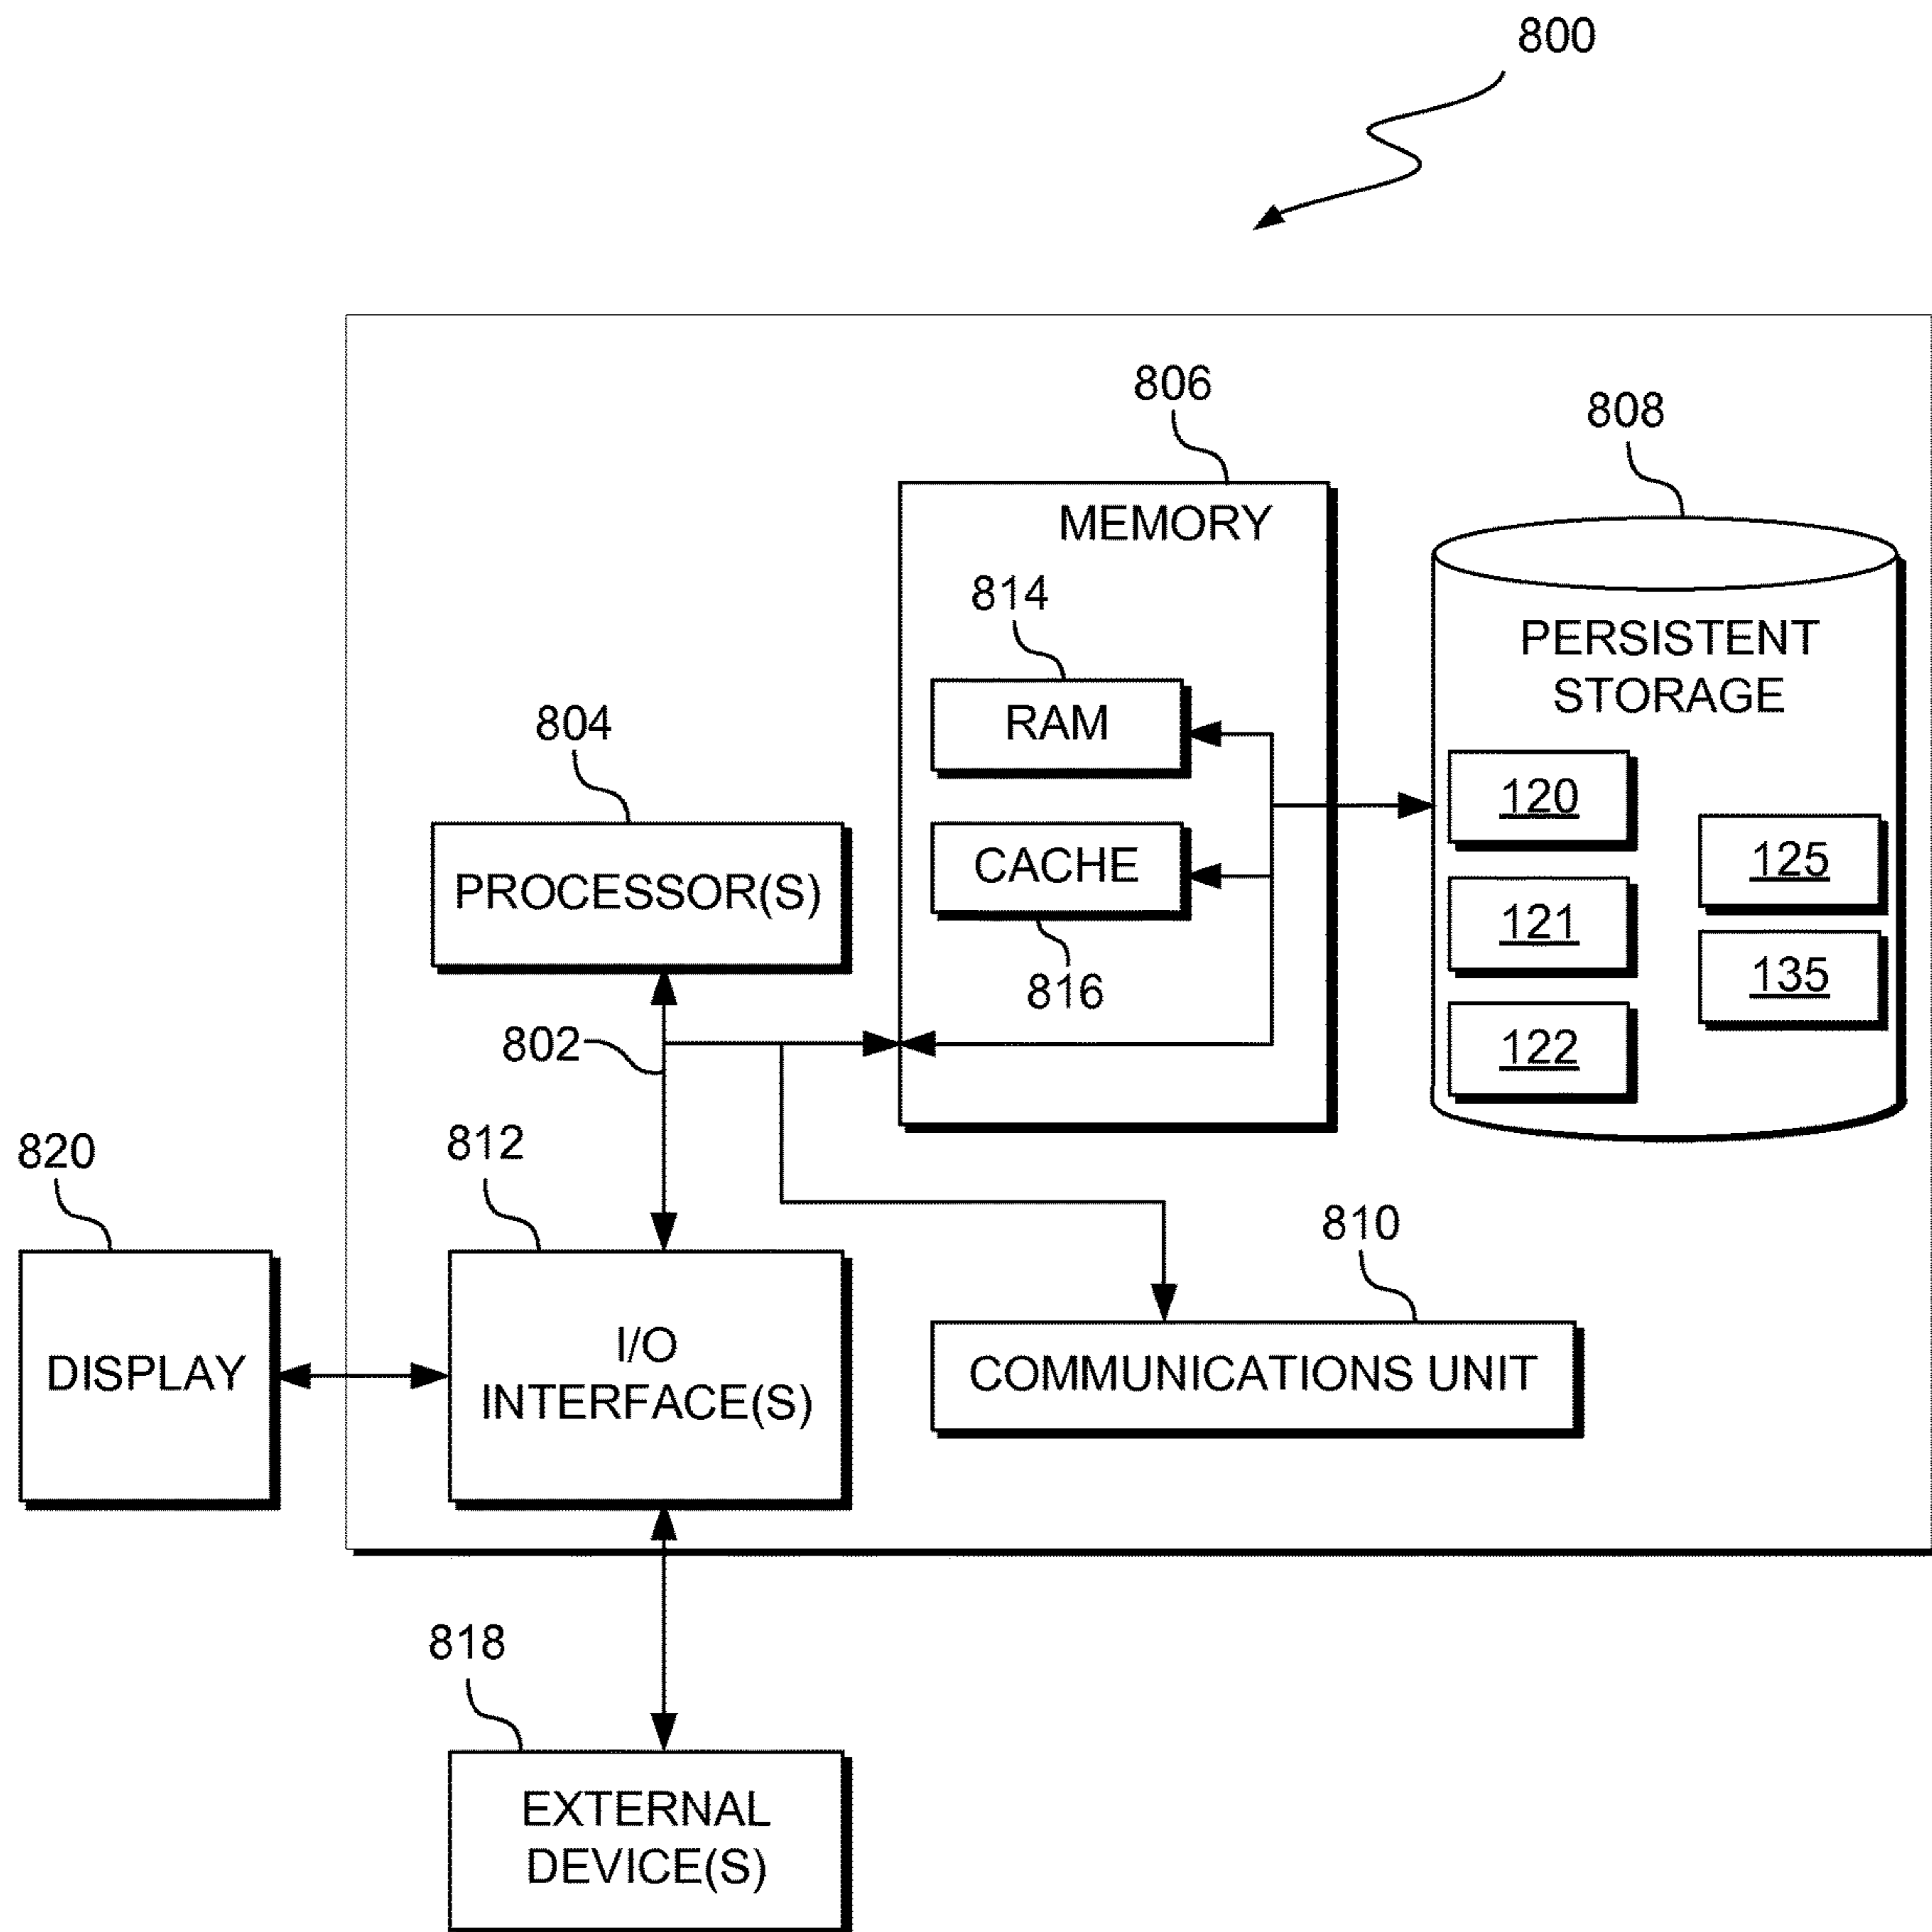 800
806
808
MEMORY
814
PERSISTENT
STORAGE
RAM
804
120
CACHE
125
PROCESSOR(S)
121
816
135
802
122
820
812
810
I/O
INTERFACE(S)
DISPLAY
COMMUNICATIONS UNIT
818
EXTERNAL
DEVICE(S)